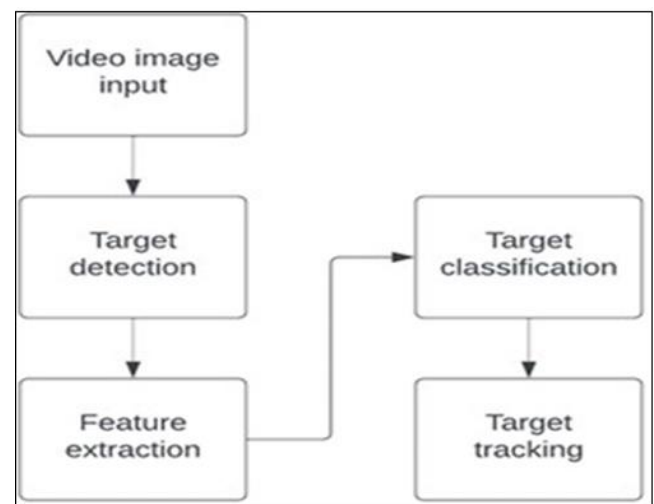 Video image
input
Target
detection
Feature
extraction
Target
classification
Target
tracking